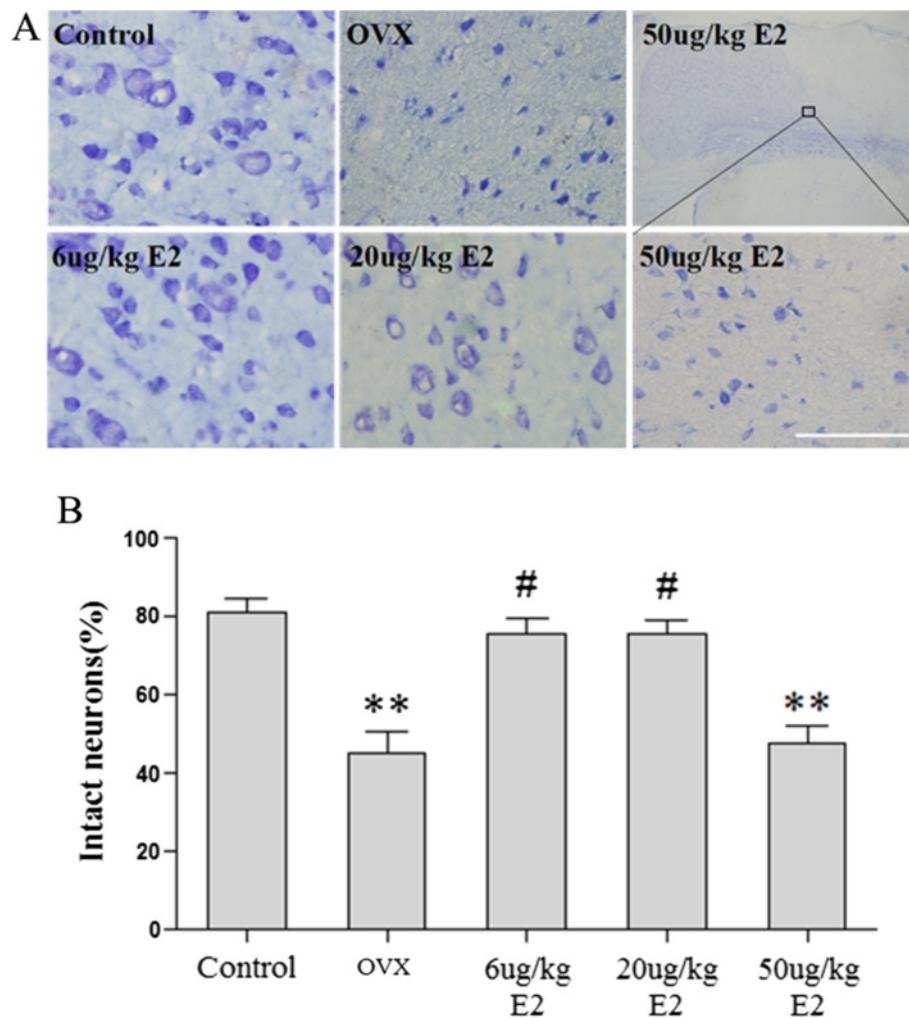 A
Control
OVX
50ug/kg E2
6ug/kg E2
20ug/kg E2
50ug/kg E2
B
Intact neurons(%)
100
80
60
40
20
0
**
#
#
**
Control
OVX
6ug/kg
E2
20ug/kg
E2
50ug/kg
E2